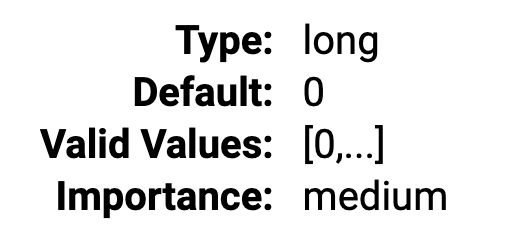 Type: long
Default: 0
Valid Values: [0,...]
Importance: medium